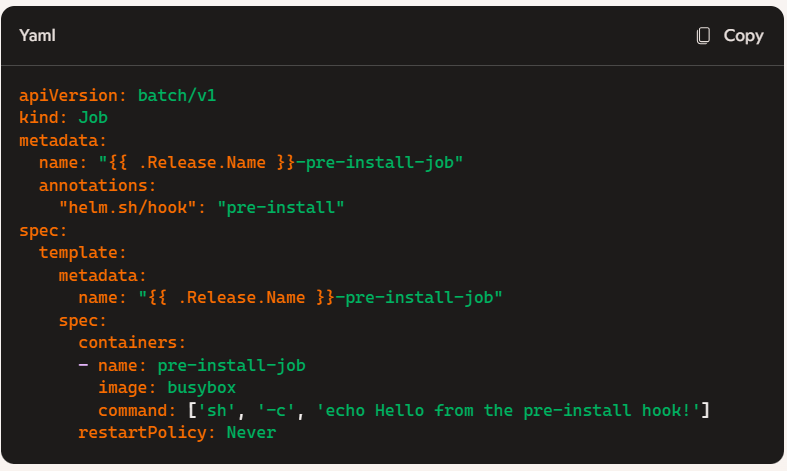 Yaml
Copy
apiVersion: batch/v1
kind: Job
metadata:
  name: "{{ .Release.Name }}-pre-install-job"
  annotations:
    "helm.sh/hook": "pre-install"
spec:
  template:
    metadata:
      name: "{{ .Release.Name }}-pre-install-job"
    spec:
      containers:
      - name: pre-install-job
        image: busybox
        command: ['sh', '-c', 'echo Hello from the pre-install hook!']
      restartPolicy: Never